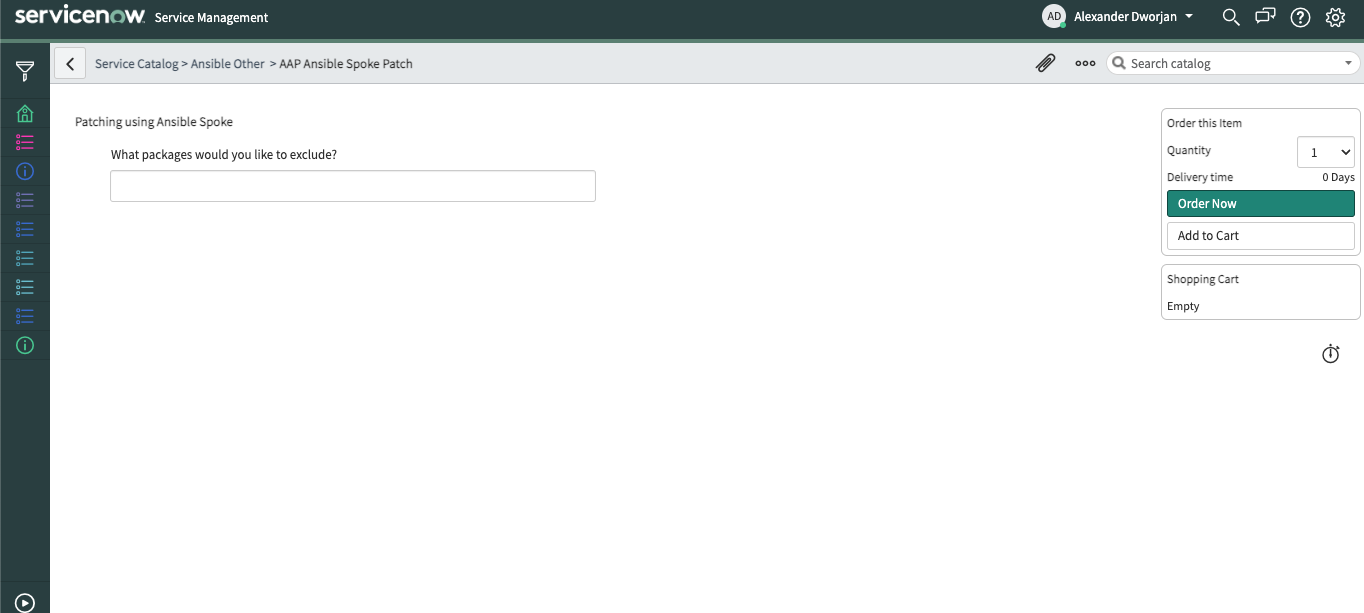 servicenow. Service Management
AD Alexander Dworjan
Service Catalog > Ansible Other > AAP Ansible Spoke Patch
Search catalog
Patching using Ansible Spoke
What packages would you like to exclude?
Order this Item
Quantity
1
Delivery time 0 Days
Order Now
Add to Cart
Shopping Cart
Empty